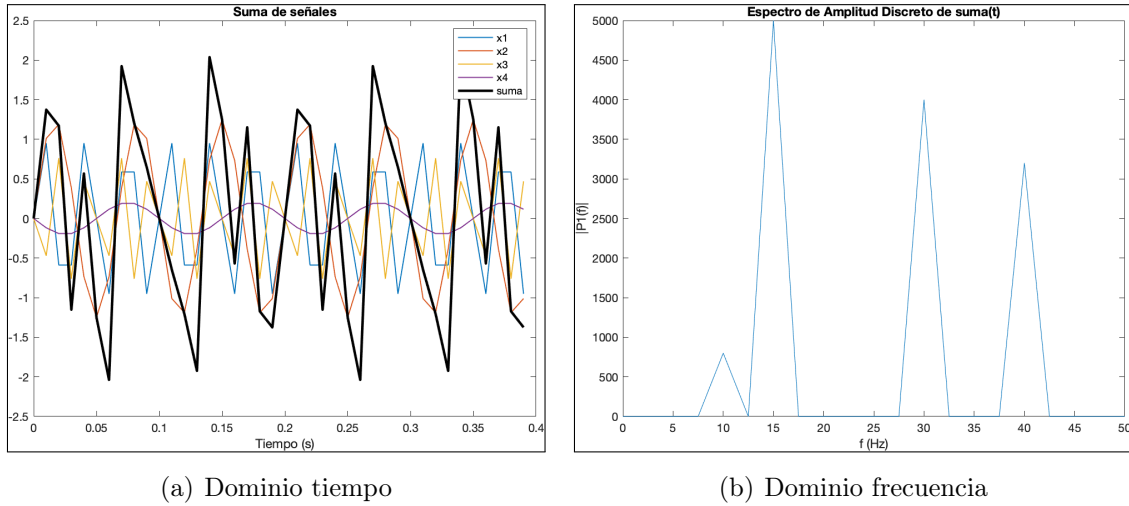 Suma de señales
2.5
2
1.5
1
0.5
0
-0.5
-1
-1.5
-2
-2.5
x1
x2
x3
x4
suma
0 0.05 0.1 0.15 0.2 0.25 0.3 0.35 0.4
Tiempo (s)
(a) Dominio tiempo
Espectro de Amplitud Discreto de suma(t)
|P1(f)|
5000
4500
4000
3500
3000
2500
2000
1500
1000
500
0
0 5 10 15 20 25 30 35 40 45 50
f (Hz)
(b) Dominio frecuencia